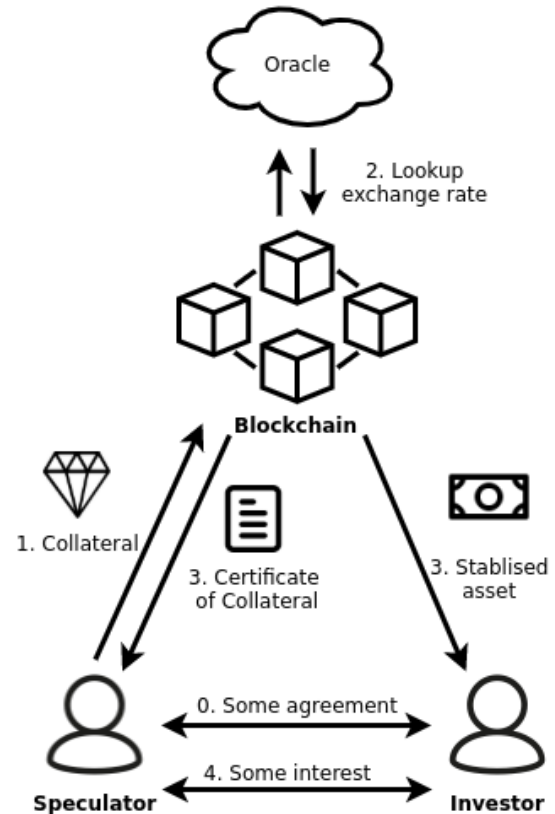 Oracle
2. Lookup
exchange rate
Blockchain
1. Collateral
3. Certificate
of Collateral
3. Stablised
asset
0. Some agreement
4. Some interest
Speculator
Investor